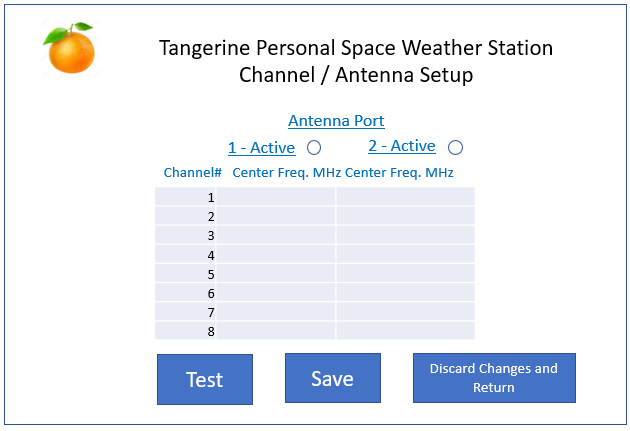 Tangerine Personal Space Weather Station
Channel / Antenna Setup
Antenna Port
1 - Active 2 - Active
Channel# Center Freq. MHz Center Freq. MHz
1
2
3
4
5
6
7
8
Test Save Discard Changes and
Return